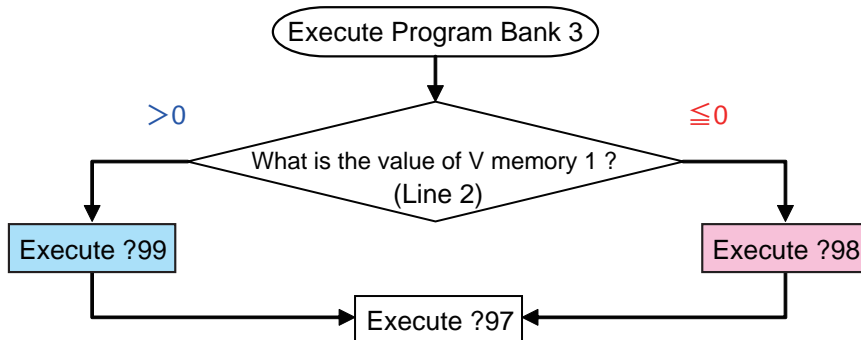 Execute Program Bank 3
>0
≦0
What is the value of V memory 1 ?
(Line 2)
Execute ?99
Execute ?98
Execute ?97